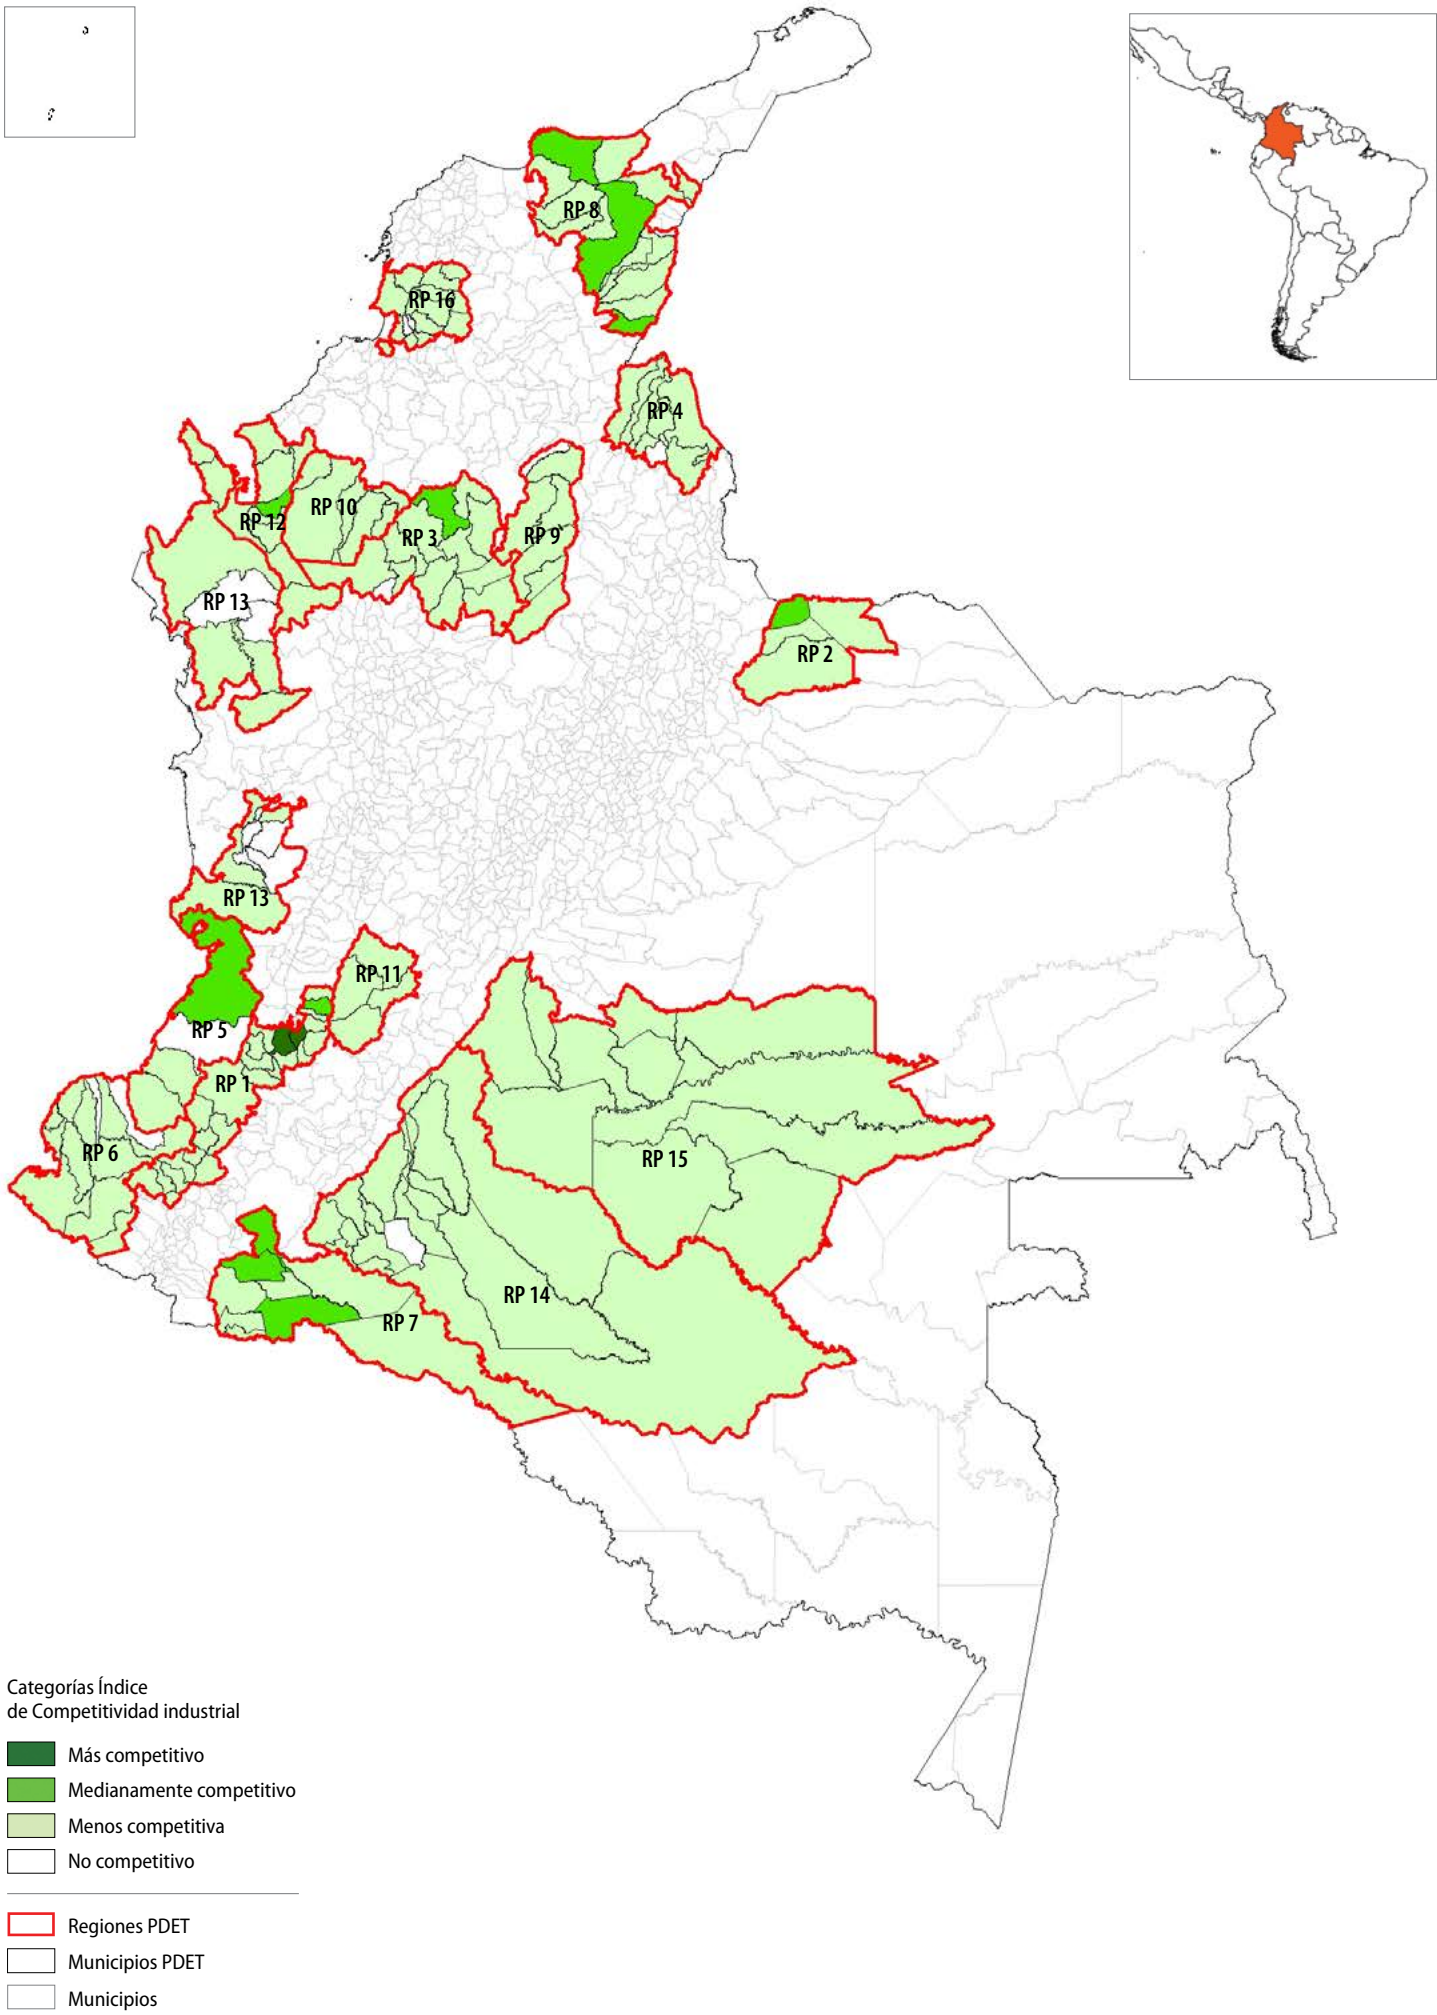 RP 8
RP 16
RP 4
RP 10
RP 12
RP 3
RP 9
RP 13
RP 2
RP 13
RP 11
RP 5
RP 1
RP 6
RP 15
RP 14
RP 7
Categorías Índice
de Competitividad industrial
Más competitivo
Medianamente competitivo
Menos competitiva
No competitivo
Regiones PDET
Municipios PDET
Municipios